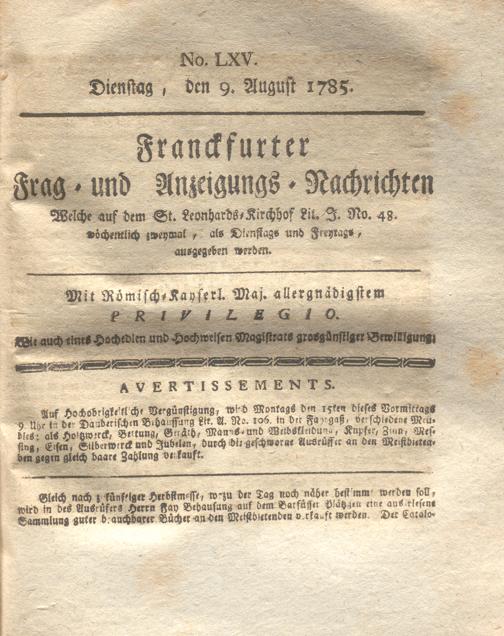 No. LXV.
Dienstag, den 9. August 1785.
Franckfurter
Frag- und Anzeigungs-Nachrichten
Welche auf dem St. Leonhards-Kirchhof Lit. J. No. 48.
wöchentlich zweymal, als Dienstags und Freytags,
ausgegeben werden.
Mit Römisch-Kayserl. Maj. allergnädigstem
PRIVILEGIO.
Wie auch eines Hochedlen und Hochweisen Magistrats grosgünstiger Bewilligung.
AVERTISSEMENTS.
Auf Hochobrigkeitliche Vergünstigung, wird Montags den 15ten dieses Vormittags
9 Uhr in der Dauberischen Behaussung Lit. A. No. 106. in der Fahrgaß, verschiedene Meu-
bles: als Holtzwerck, Bettung, Geräth, Manns- und Weibskleidung, Kupfer, Zinn, Mes-
sing, Eisen, Silberwerck und Jubelen, durch die geschworne Ausrüffer an den Meistbieten-
den gegen gleich baare Zahlung verkauft.
Gleich nach zukünftiger Herbstmesse, wozu der Tag noch näher bestimmt werden soll,
wird in des Ausrüfers Herrn Fay Behausung auf dem Barfüsser Plätzgen eine auserlesene
Sammlung guter brauchbarer Bücher an den Meistbietenden verkauft werden. Der Catalo-